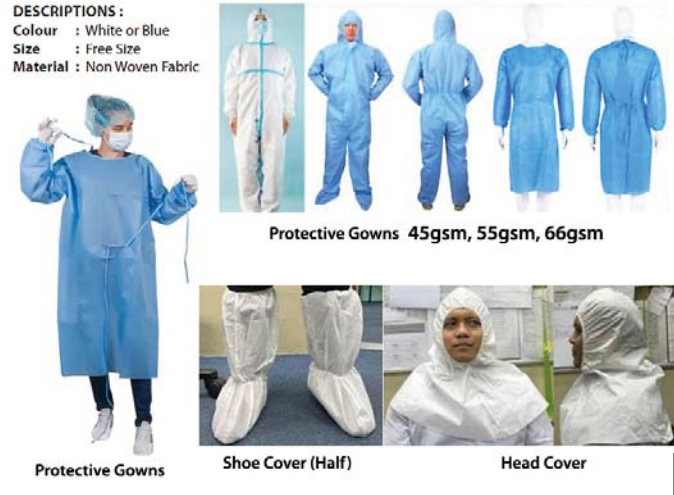 DESCRIPTIONS :
Colour : White or Blue
Size : Free Size
Material : Non Woven Fabric
Protective Gowns 45gsm, 55gsm, 66gsm
Protective Gowns
Shoe Cover (Half)
Head Cover